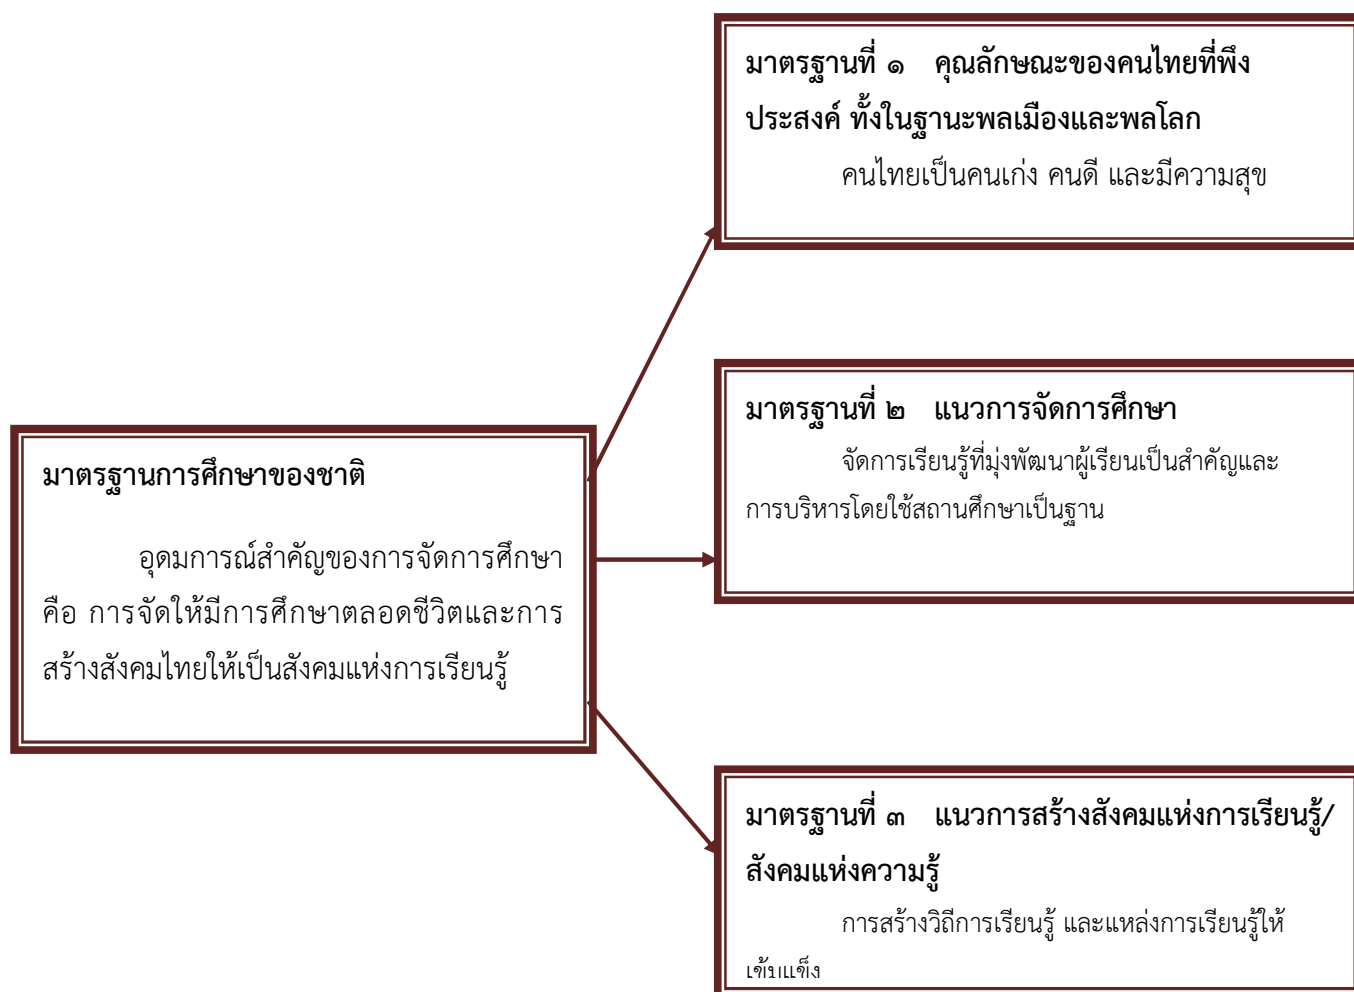 มาตรฐานที่ ๑ คุณลักษณะของคนไทยที่พึง
ประสงค์ ทั้งในฐานะพลเมืองและพลโลก
คนไทยเป็นคนเก่ง คนดี และมีความสุข
มาตรฐานที่ ๒ แนวการจัดการศึกษา
จัดการเรียนรู้ที่มุ่งพัฒนาผู้เรียนเป็นสำคัญและ
การบริหารโดยใช้สถานศึกษาเป็นฐาน
มาตรฐานการศึกษาของชาติ
อุดมการณ์สำคัญของการจัดการศึกษา
คือ การจัดให้มีการศึกษาตลอดชีวิตและการ
สร้างสังคมไทยให้เป็นสังคมแห่งการเรียนรู้
มาตรฐานที่ ๓ แนวการสร้างสังคมแห่งการเรียนรู้/
สังคมแห่งความรู้
การสร้างวิถีการเรียนรู้ และแหล่งการเรียนรู้ให้
เข้มแข็ง